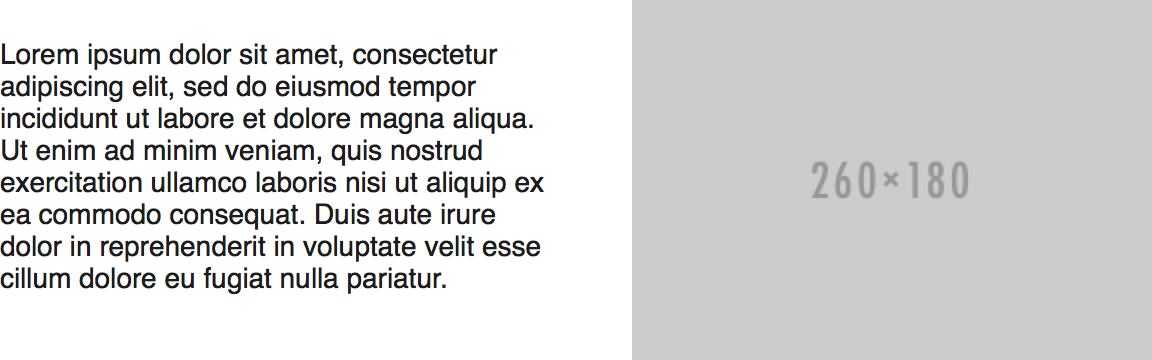 Lorem ipsum dolor sit amet, consectetur
adipiscing elit, sed do eiusmod tempor
incididunt ut labore et dolore magna aliqua.
Ut enim ad minim veniam, quis nostrud
exercitation ullamco laboris nisi ut aliquip ex
ea commodo consequat. Duis aute irure
dolor in reprehenderit in voluptate velit esse
cillum dolore eu fugiat nulla pariatur.
260×180